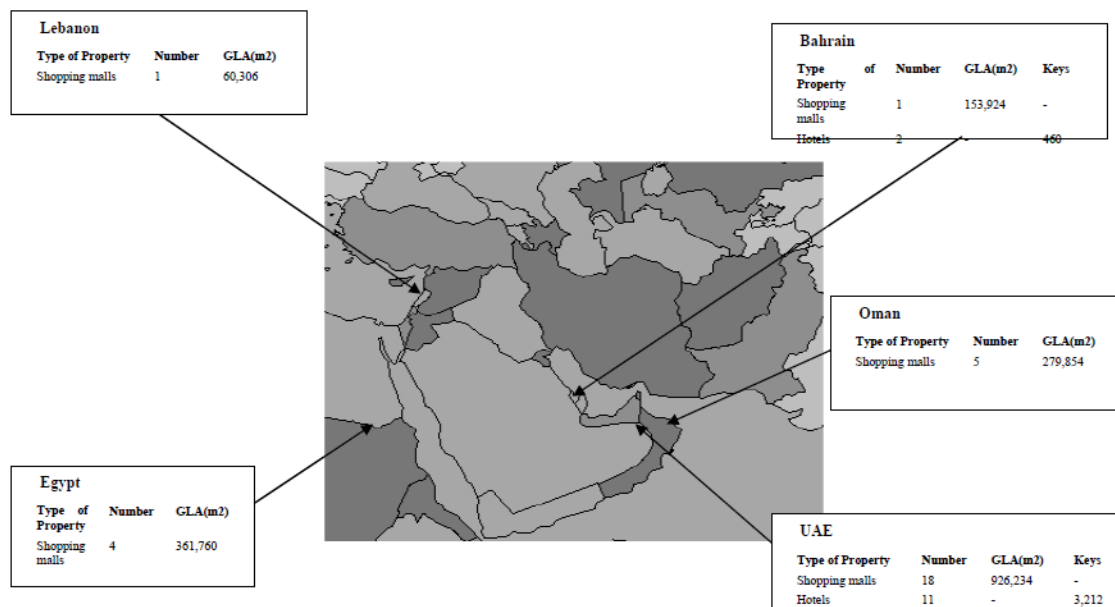 Lebanon
Type of Property Number GLA(m2)
Shopping malls 1 60,306
Bahrain
Type of Number GLA(m2) Keys
Property
Shopping 1 153,924 -
malls
Hotels 2 - 460
Oman
Type of Property Number GLA(m2)
Shopping malls 5 279,854
Egypt
Type of Number GLA(m2)
Property
Shopping 4 361,760
malls
UAE
Type of Property Number GLA(m2) Keys
Shopping malls 18 926,234 -
Hotels 11 - 3,212